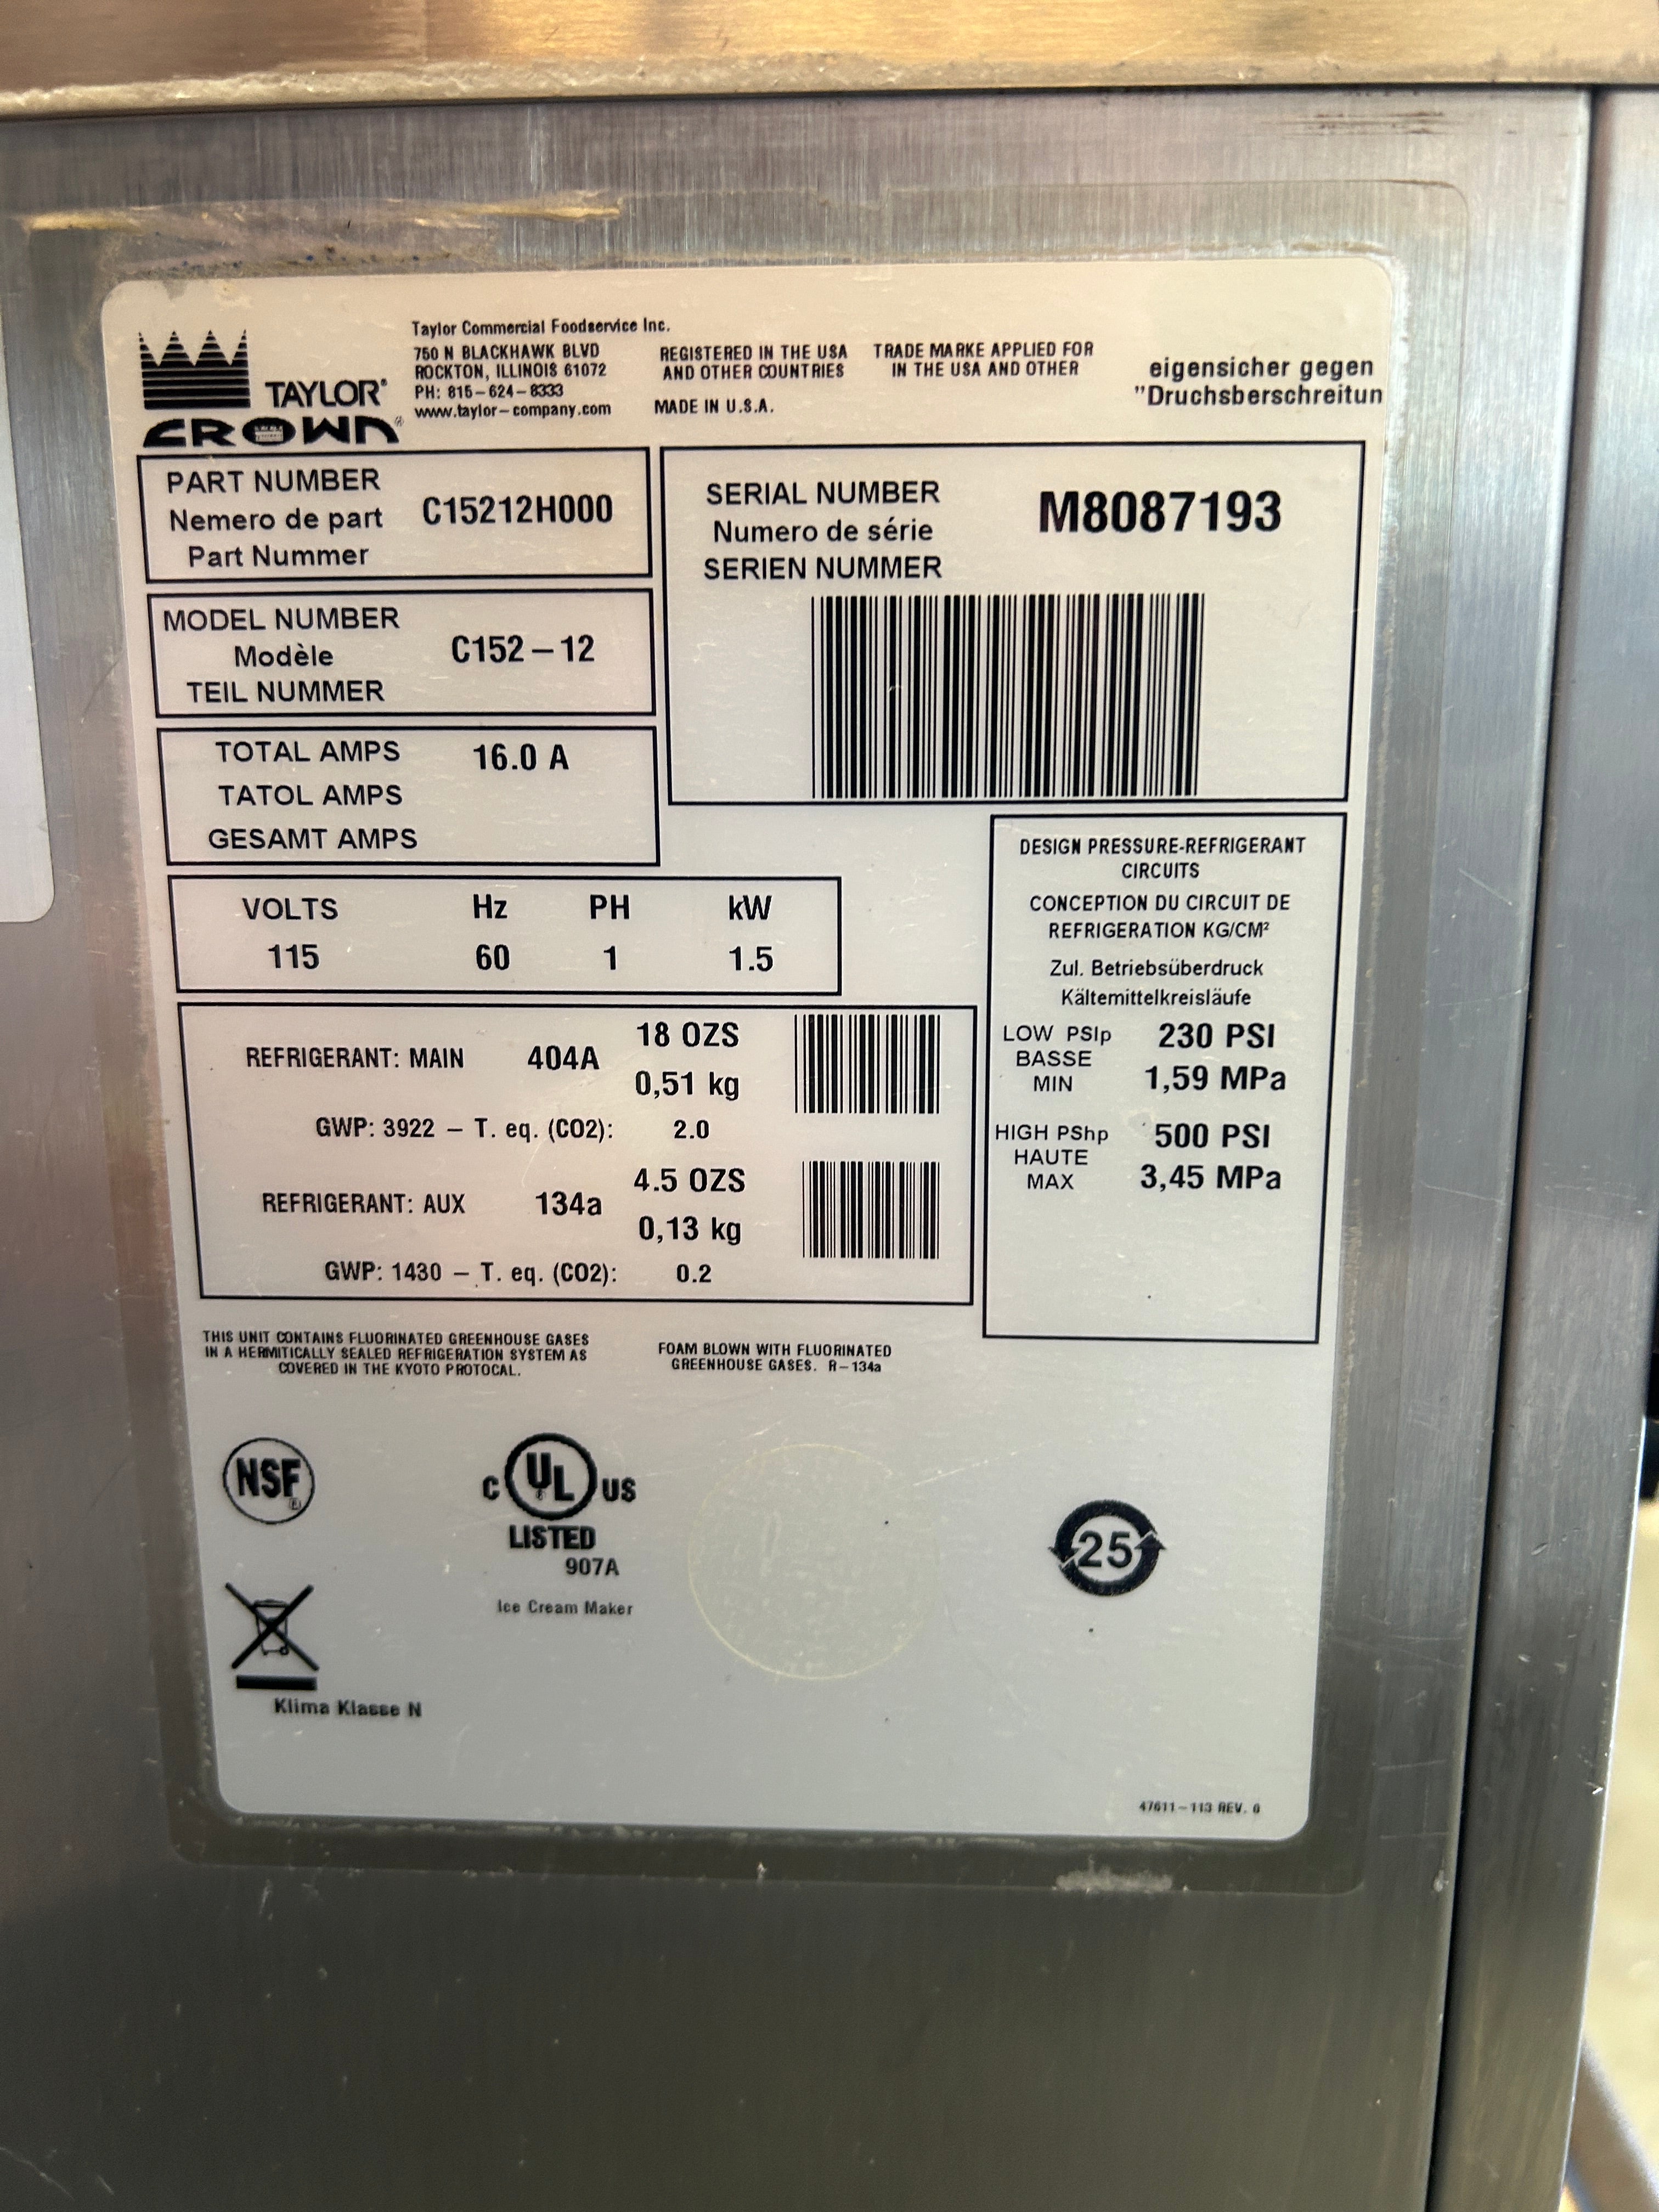 TAYLOR®
CROWN®
Taylor Commercial Foodservice Inc.
750 N BLACKHAWK BLVD
ROCKTON, ILLINOIS 61072
PH: 815-624-8333
www.taylor-company.com
REGISTERED IN THE USA
AND OTHER COUNTRIES
MADE IN U.S.A.
TRADE MARKE APPLIED FOR
IN THE USA AND OTHER
eigensicher gegen
"Druchsberschreitun
PART NUMBER
Nemero de part
Part Nummer
C15212H000
SERIAL NUMBER
Numero de série
SERIEN NUMMER
M8087193
MODEL NUMBER
Modèle
TEIL NUMMER
C152-12
TOTAL AMPS 16.0 A
TATOL AMPS
GESAMT AMPS
VOLTS Hz PH kW
115 60 1 1.5
REFRIGERANT: MAIN 404A
18 OZS
0,51 kg
GWP: 3922 - T. eq. (CO2): 2.0
REFRIGERANT: AUX 134a
4.5 OZS
0,13 kg
GWP: 1430 - T. eq. (CO2): 0.2
DESIGN PRESSURE-REFRIGERANT
CIRCUITS
CONCEPTION DU CIRCUIT DE
REFRIGERATION KG/CM²
Zul. Betriebsüberdruck
Kältemittelkreisläufe
LOW PSIp
BASSE
MIN
230 PSI
1,59 MPa
HIGH PShp
HAUTE
MAX
500 PSI
3,45 MPa
THIS UNIT CONTAINS FLUORINATED GREENHOUSE GASES
IN A HERMITICALLY SEALED REFRIGERATION SYSTEM AS
COVERED IN THE KYOTO PROTOCAL.
FOAM BLOWN WITH FLUORINATED
GREENHOUSE GASES. R-134a
NSF
C UL US
LISTED
907A
Ice Cream Maker
25
Klima Klasse N
47611-113 REV. 0